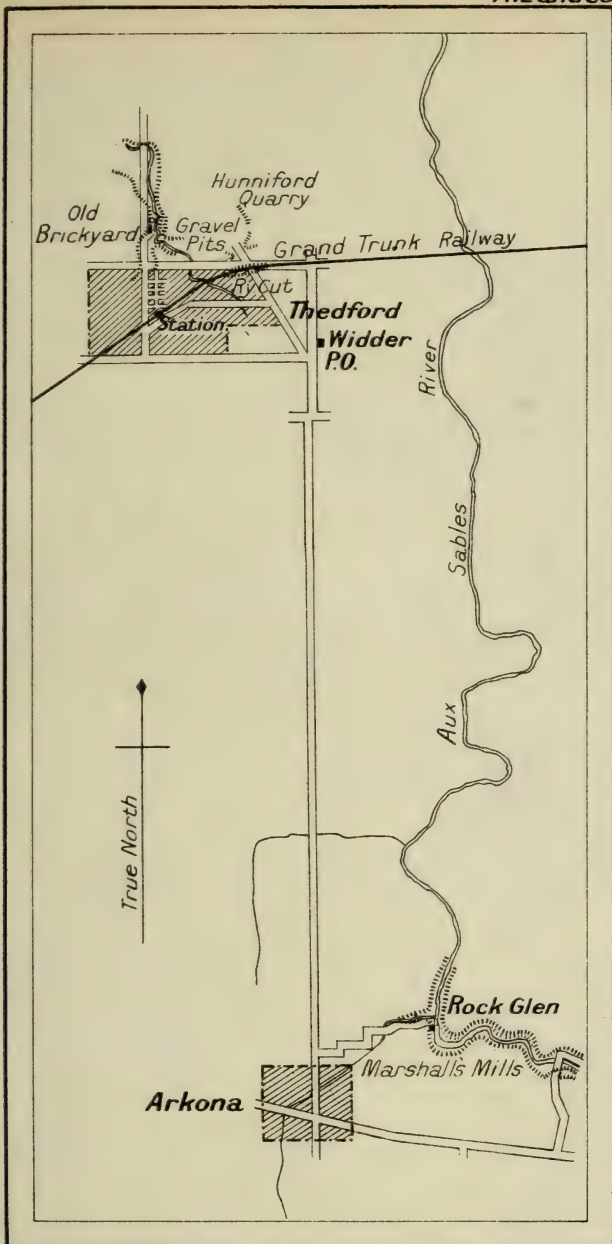 Hunniford
Quarry
Old
Brickyard
Gravel
Pits
Grand Trunk Railway
Ry Cut
Thedford
Station
Widder
P.O.
River
Sables
Aux
True North
Rock Glen
Marshalls Mills
Arkona